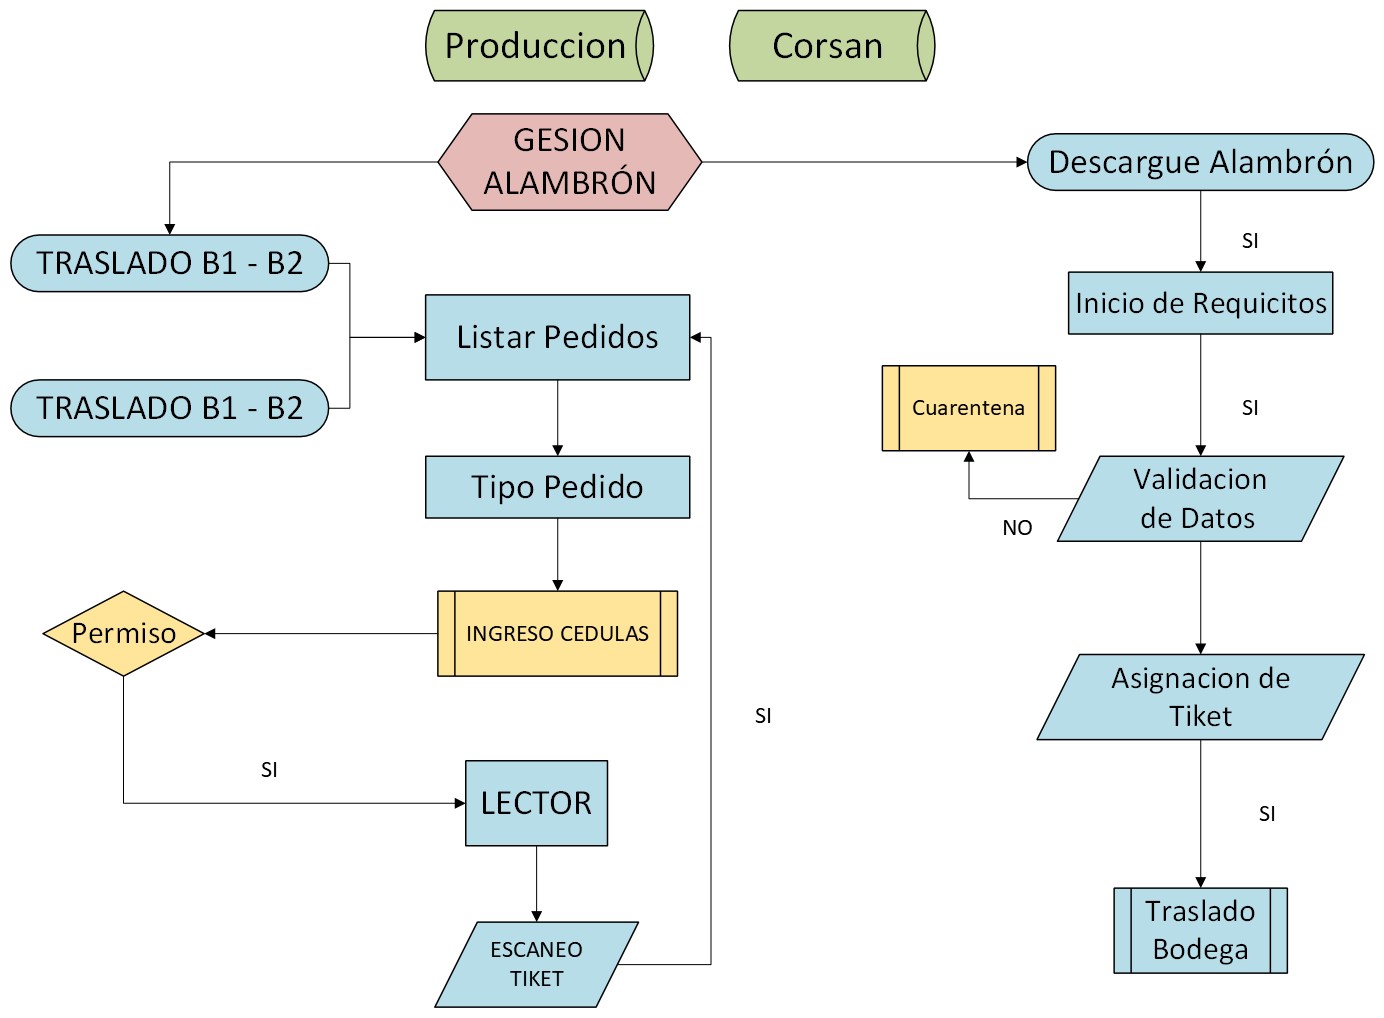 Produccion
Corsan
GESION
ALAMBRÓN
Descargue Alambrón
TRASLADO B1 - B2
SI
Inicio de Requicitos
Listar Pedidos
TRASLADO B1 - B2
Cuarentena
SI
Tipo Pedido
Validacion
de Datos
NO
Permiso
INGRESO CEDULAS
Asignacion de
Tiket
SI
SI
LECTOR
SI
ESCANEO
TIKET
Traslado
Bodega